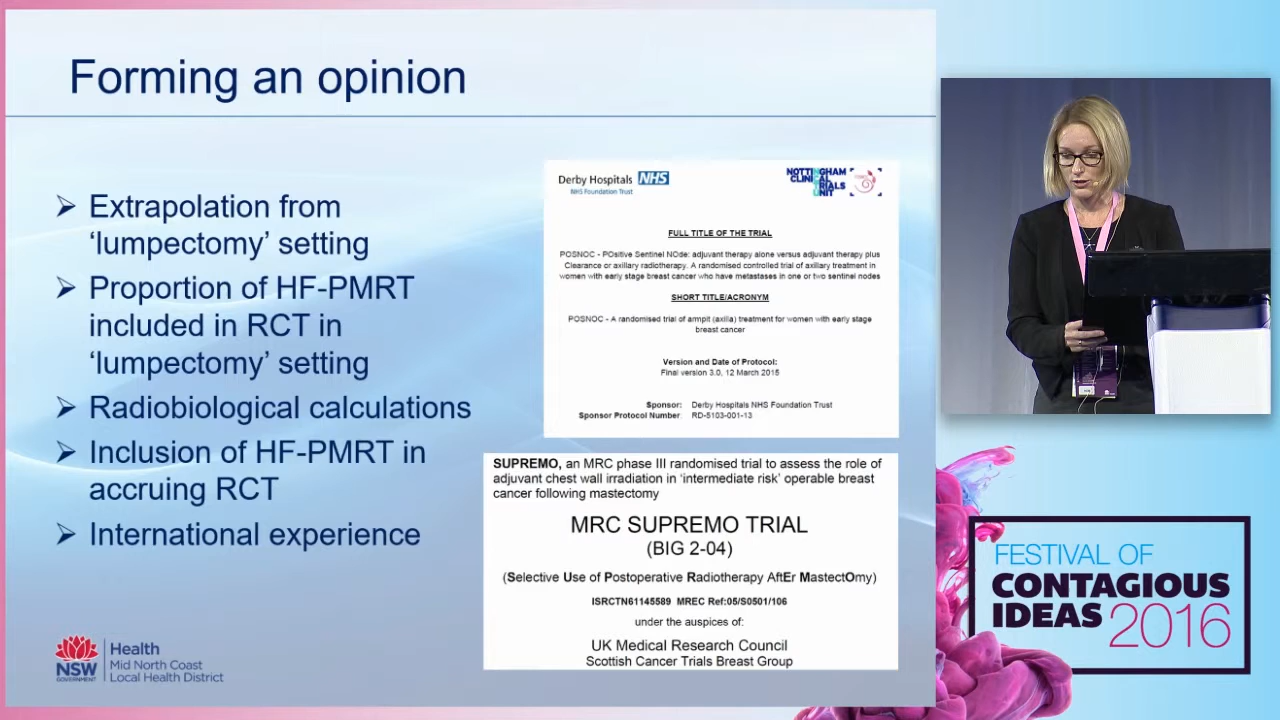 Forming an opinion
Extrapolation from
‘lumpectomy’ setting
Proportion of HF-PMRT
included in RCT in
‘lumpectomy’ setting
Radiobiological calculations
Inclusion of HF-PMRT in
accruing RCT
International experience
Derby Hospitals NHS
NHS Foundation Trust
NOTTINGHAM
CLINICAL TRIALS
UNIT
FULL TITLE OF THE TRIAL
POSNOC - POsitive Sentinel NOde: adjuvant therapy alone versus adjuvant therapy plus
Clearance or axillary radiotherapy. A randomised controlled trial of axillary treatment in
women with early stage breast cancer who have metastases in one or two sentinel nodes
SHORT TITLE/ACRONYM
POSNOC - A randomised trial of armpit (axilla) treatment for women with early stage
breast cancer
Version and Date of Protocol:
Final version 3.0, 12 March 2015
Sponsor: Derby Hospitals NHS Foundation Trust
Sponsor Protocol Number: RD-5103-001-13
SUPREMO, an MRC phase III randomised trial to assess the role of
adjuvant chest wall irradiation in ‘intermediate risk’ operable breast
cancer following mastectomy
MRC SUPREMO TRIAL
(BIG 2-04)
(Selective Use of Postoperative Radiotherapy AftEr MastectOmy)
ISRCTN61145589 MREC Ref:05/S0501/106
under the auspices of:
UK Medical Research Council
Scottish Cancer Trials Breast Group
NSW
GOVERNMENT
Health
Mid North Coast
Local Health District
FESTIVAL OF
CONTAGIOUS
IDEAS 2016